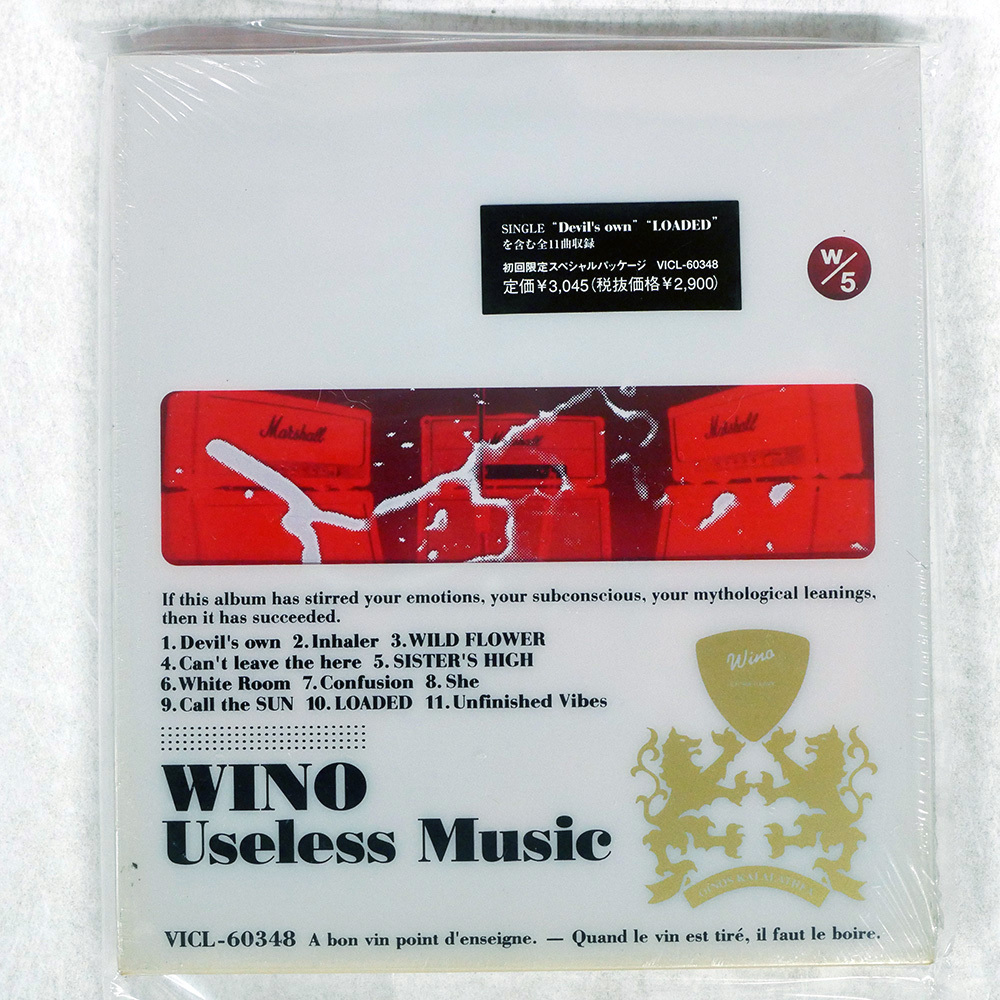 SINGLE “Devil's own” “LOADED”
を含む全11曲収録
初回限定スペシャルパッケージ VICL-60348
定価¥3,045(税抜価格¥2,900)
W/5
Marshall
Marshall
If this album has stirred your emotions, your subconscious, your mythological leanings,
then it has succeeded.
1.Devil's own 2.Inhaler 3.WILD FLOWER
4.Can't leave the here 5.SISTER'S HIGH
6.White Room 7.Confusion 8.She
9.Call the SUN 10.LOADED 11.Unfinished Vibes
Wino
WINO
Useless Music
VICL-60348 A bon vin point d'enseigne. — Quand le vin est tiré, il faut le boire.